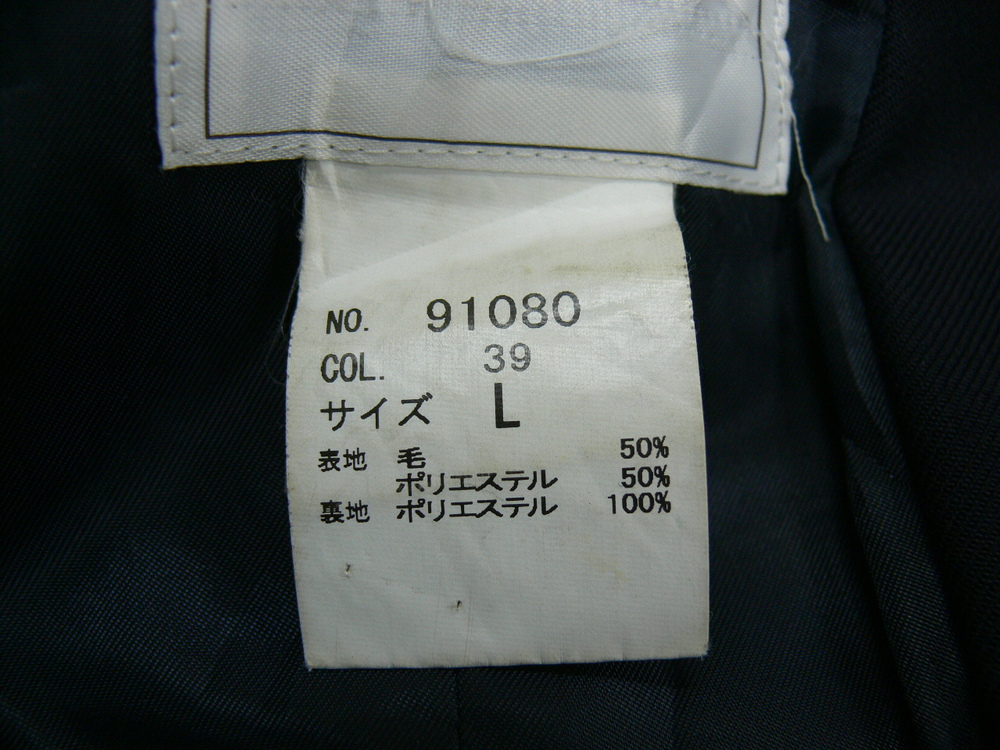 NO. 91080
COL. 39
サイズ L
表地 毛 50%
ポリエステル 50%
裏地 ポリエステル 100%